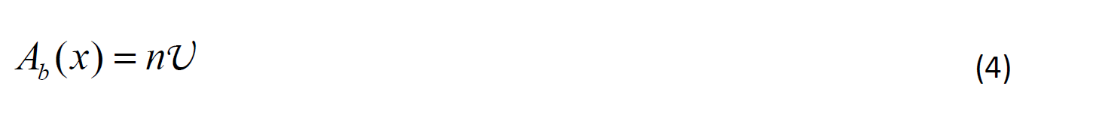 A_b(x) = n𝒰 (4)